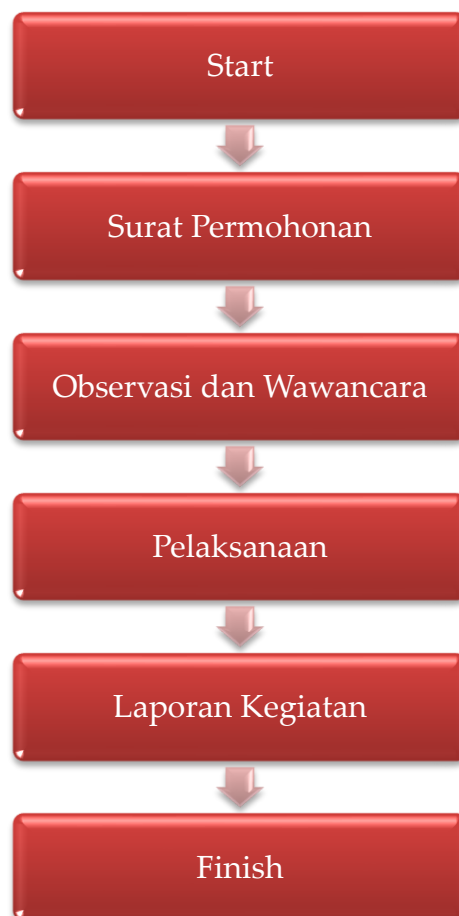 Start
Surat Permohonan
Observasi dan Wawancara
Pelaksanaan
Laporan Kegiatan
Finish